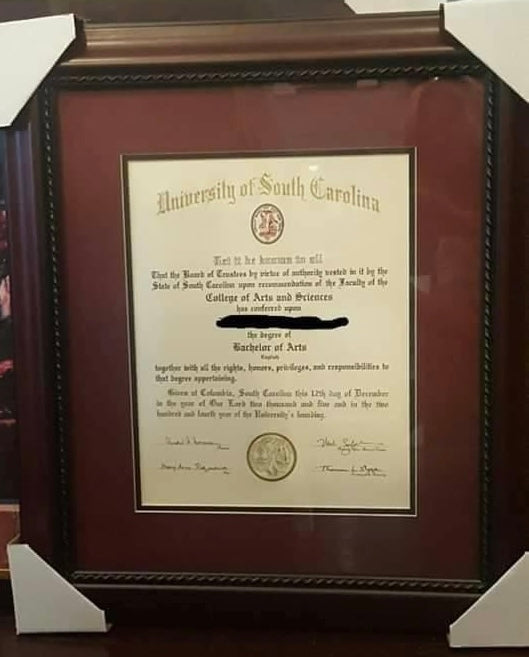 University of South Carolina
Let it be known to all
That the Board of Trustees by virtue of authority vested in it by the
State of South Carolina upon recommendation of the Faculty of the
College of Arts and Sciences
has conferred upon
the degree of
Bachelor of Arts
English
together with all the rights, honors, privileges, and responsibilities to
that degree appertaining.
Given at Columbia, South Carolina this 12th day of December
in the year of Our Lord two thousand and five and in the two
hundred and fourth year of the University's founding.